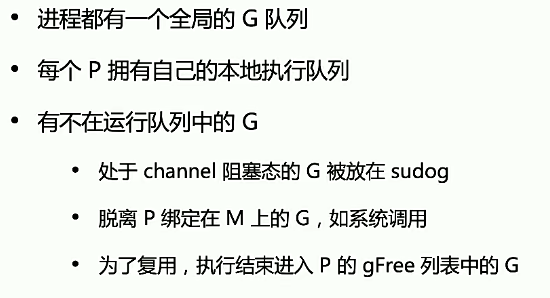 • 进程都有一个全局的 G 队列
• 每个 P 拥有自己的本地执行队列
• 有不在运行队列中的 G
• 处于 channel 阻塞态的 G 被放在 sudog
• 脱离 P 绑定在 M 上的 G，如系统调用
• 为了复用，执行结束进入 P 的 gFree 列表中的 G